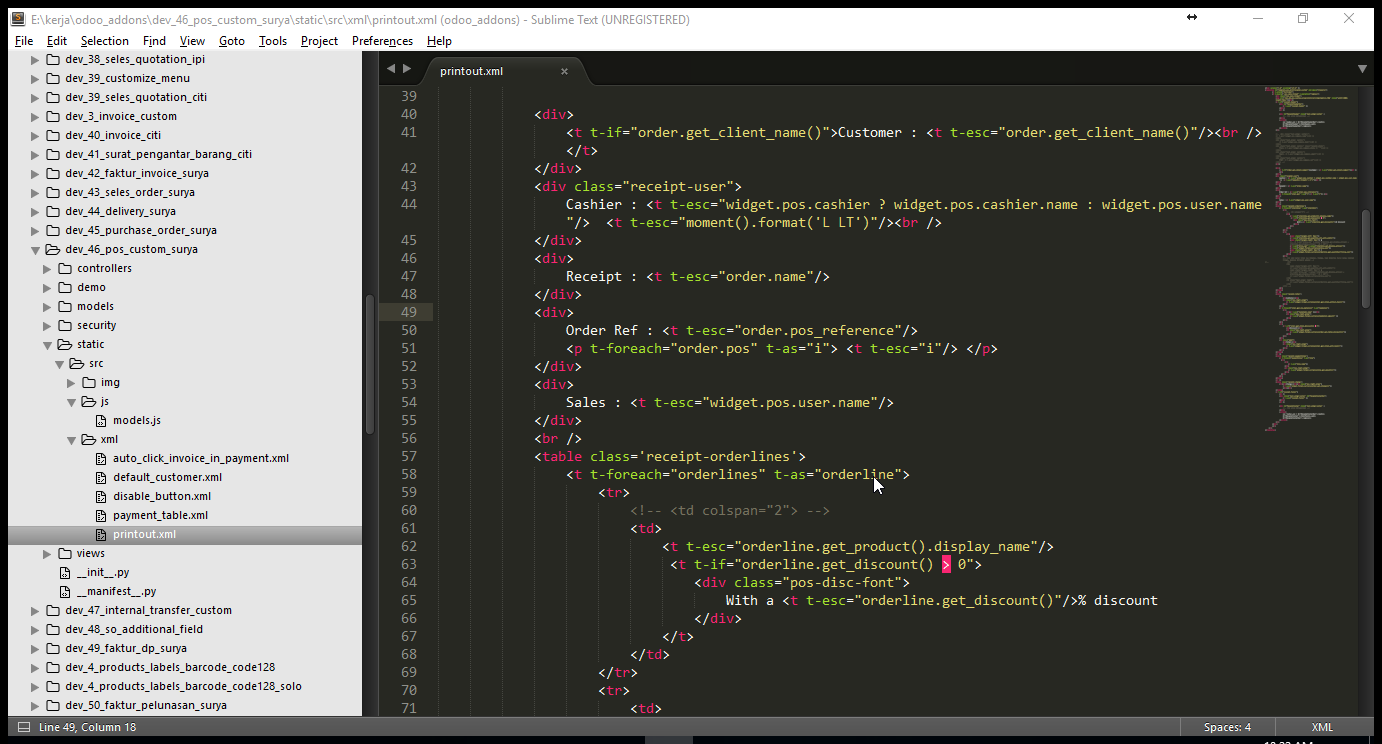 E:\kerja\odoo_addons\dev_46_pos_custom_surya\static\src\xml\printout.xml (odoo_addons) - Sublime Text (UNREGISTERED)
File Edit Selection Find View Goto Tools Project Preferences Help
dev_38_seles_quotation_ipi
dev_39_customize_menu
dev_39_seles_quotation_citi
dev_3_invoice_custom
dev_40_invoice_citi
dev_41_surat_pengantar_barang_citi
dev_42_faktur_invoice_surya
dev_43_seles_order_surya
dev_44_delivery_surya
dev_45_purchase_order_surya
dev_46_pos_custom_surya
controllers
demo
models
security
static
src
img
js
models.js
xml
auto_click_invoice_in_payment.xml
default_customer.xml
disable_button.xml
payment_table.xml
printout.xml
views
__init__.py
__manifest__.py
dev_47_internal_transfer_custom
dev_48_so_additional_field
dev_49_faktur_dp_surya
dev_4_products_labels_barcode_code128
dev_4_products_labels_barcode_code128_solo
dev_50_faktur_pelunasan_surya
printout.xml
39
40 <div>
41 <t t-if="order.get_client_name()">Customer : <t t-esc="order.get_client_name()"/><br />
</t>
42 </div>
43 <div class="receipt-user">
44 Cashier : <t t-esc="widget.pos.cashier ? widget.pos.cashier.name : widget.pos.user.name
"/> <t t-esc="moment().format('L LT')"/><br />
45 </div>
46 <div>
47 Receipt : <t t-esc="order.name"/>
48 </div>
49 <div>
50 Order Ref : <t t-esc="order.pos_reference"/>
51 <p t-foreach="order.pos" t-as="i"> <t t-esc="i"/> </p>
52 </div>
53 <div>
54 Sales : <t t-esc="widget.pos.user.name"/>
55 </div>
56 <br />
57 <table class='receipt-orderlines'>
58 <t t-foreach="orderlines" t-as="orderline">
59 <tr>
60 <!-- <td colspan="2"> -->
61 <td>
62 <t t-esc="orderline.get_product().display_name"/>
63 <t t-if="orderline.get_discount() > 0">
64 <div class="pos-disc-font">
65 With a <t t-esc="orderline.get_discount()"/>% discount
66 </div>
67 </t>
68 </td>
69 </tr>
70 <tr>
71 <td>
Line 49, Column 18
Spaces: 4
XML